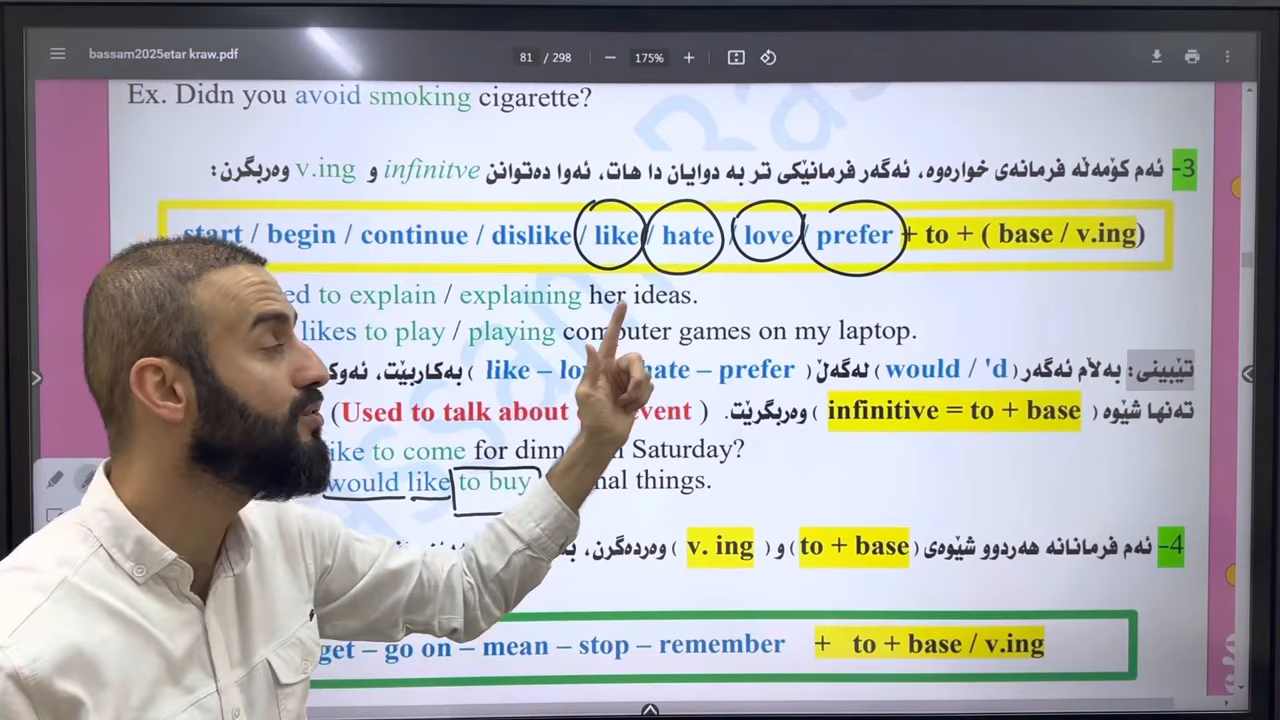 bassam2025etar kraw.pdf 81 / 298 175%
Ex. Didn you avoid smoking cigarette?
3- ئەم کۆمەڵە فرمانەی خوارەوە، ئەگەر فرمانێکی تر بە دوایان دا هات، ئەوا دەتوانن infinitve و v.ing وەربگرن:
start / begin / continue / dislike / like / hate / love / prefer + to + ( base / v.ing)
ed to explain / explaining her ideas.
likes to play / playing computer games on my laptop.
تێبینی: بەڵام ئەگەر (would / 'd) لەگەڵ (like – hate – prefer) بەکاربێت،
تەنها شێوە (infinitive = to + base) وەربگرێت. (Used to talk about vent)
ike to come for Saturday?
would like to buy nal things.
4- ئەم فرمانانە هەردوو شێوەی (to + base) و (v. ing) وەردەگرن،
get – go on – mean – stop – remember + to + base / v.ing